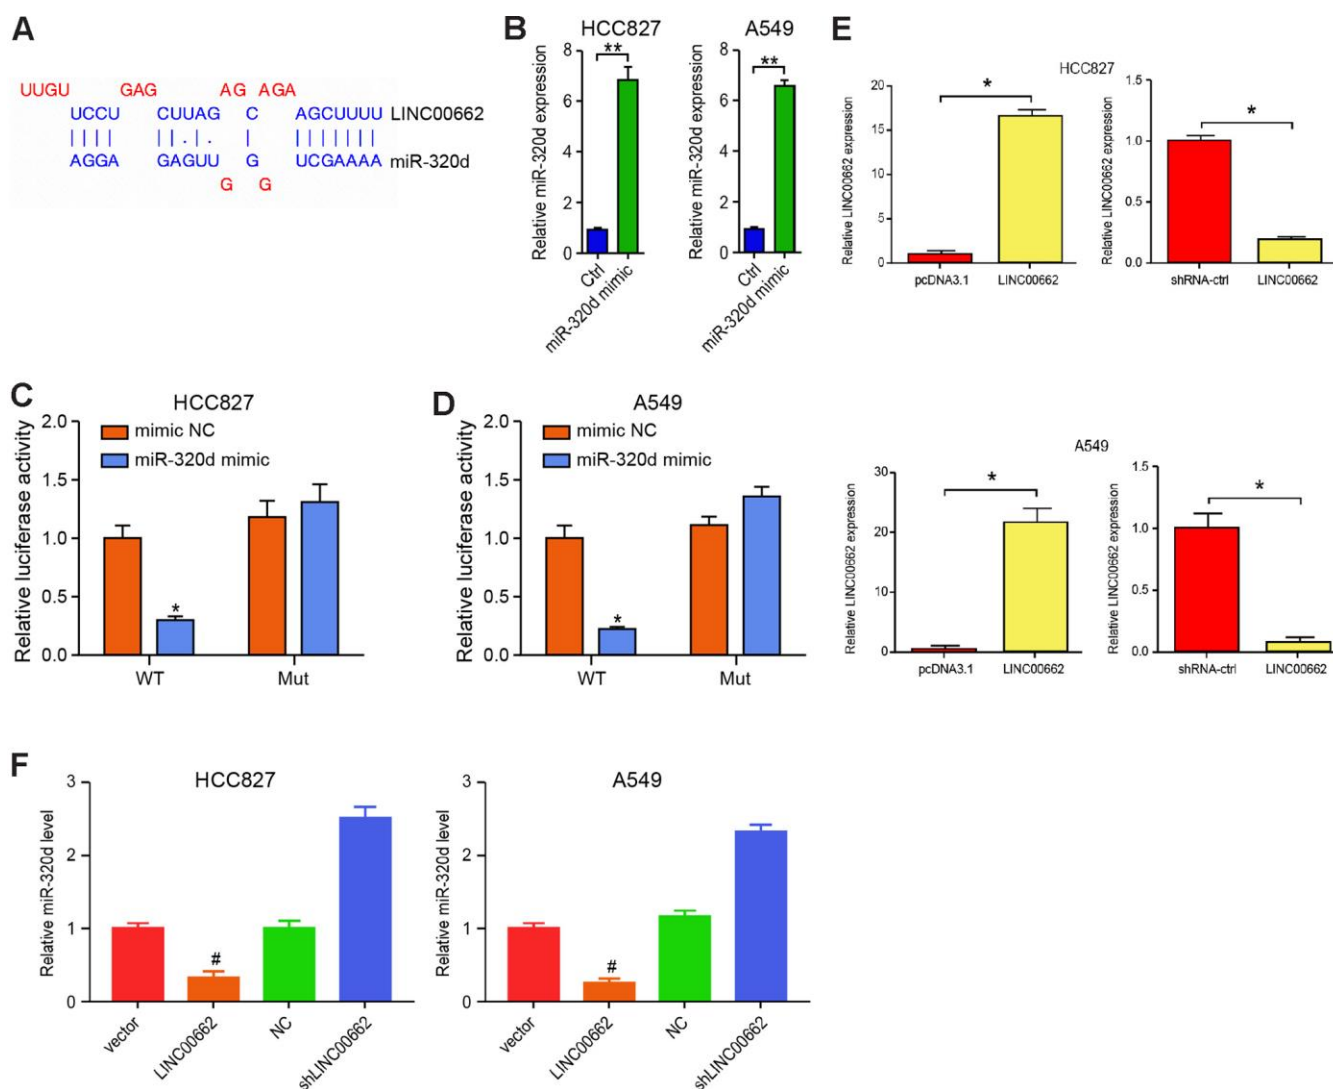 A
UUGU GAG AG AGA
UCCU CUUAG C AGCUUUU LINC00662
AGGA GAGUU G UCGAAAA miR-320d
G G
B
HCC827
Relative miR-320d expression
8
6
4
2
0
**
Ctrl
miR-320d mimic
A549
Relative miR-320d expression
8
6
4
2
0
**
Ctrl
miR-320d mimic
C
HCC827
Relative luciferase activity
2.0
1.5
1.0
0.5
0.0
mimic NC
miR-320d mimic
*
WT
Mut
D
A549
Relative luciferase activity
2.0
1.5
1.0
0.5
0.0
mimic NC
miR-320d mimic
*
WT
Mut
E
HCC827
Relative LINC00662 expression
20
15
10
5
0
*
pcDNA3.1
LINC00662
Relative LINC00662 expression
1.5
1.0
0.5
0.0
*
shRNA-ctrl
LINC00662
A549
Relative LINC00662 expression
30
20
10
0
*
pcDNA3.1
LINC00662
Relative LINC00662 expression
1.5
1.0
0.5
0.0
*
shRNA-ctrl
LINC00662
F
HCC827
Relative miR-320d level
3
2
1
0
#
vector
LINC00662
NC
shLINC00662
A549
Relative miR-320d level
3
2
1
0
#
vector
LINC00662
NC
shLINC00662